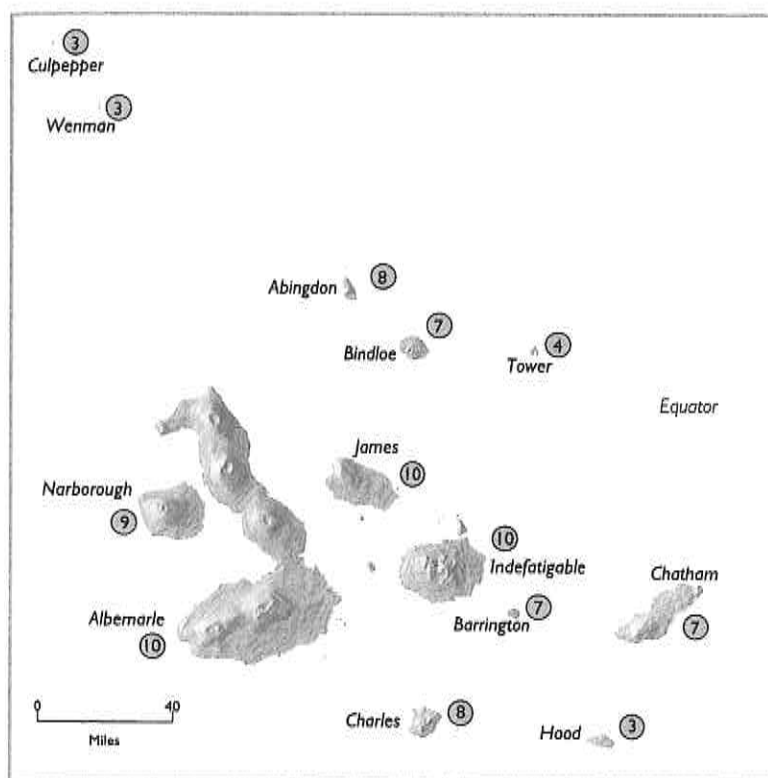 3
Culpepper
3
Wenman
8
Abingdon
7
Bindloe
4
Tower
Equator
James
10
Narborough
9
10
Indefatigable
Chatham
7
Albemarle
10
7
Barrington
0 40
Miles
Charles
8
Hood
3